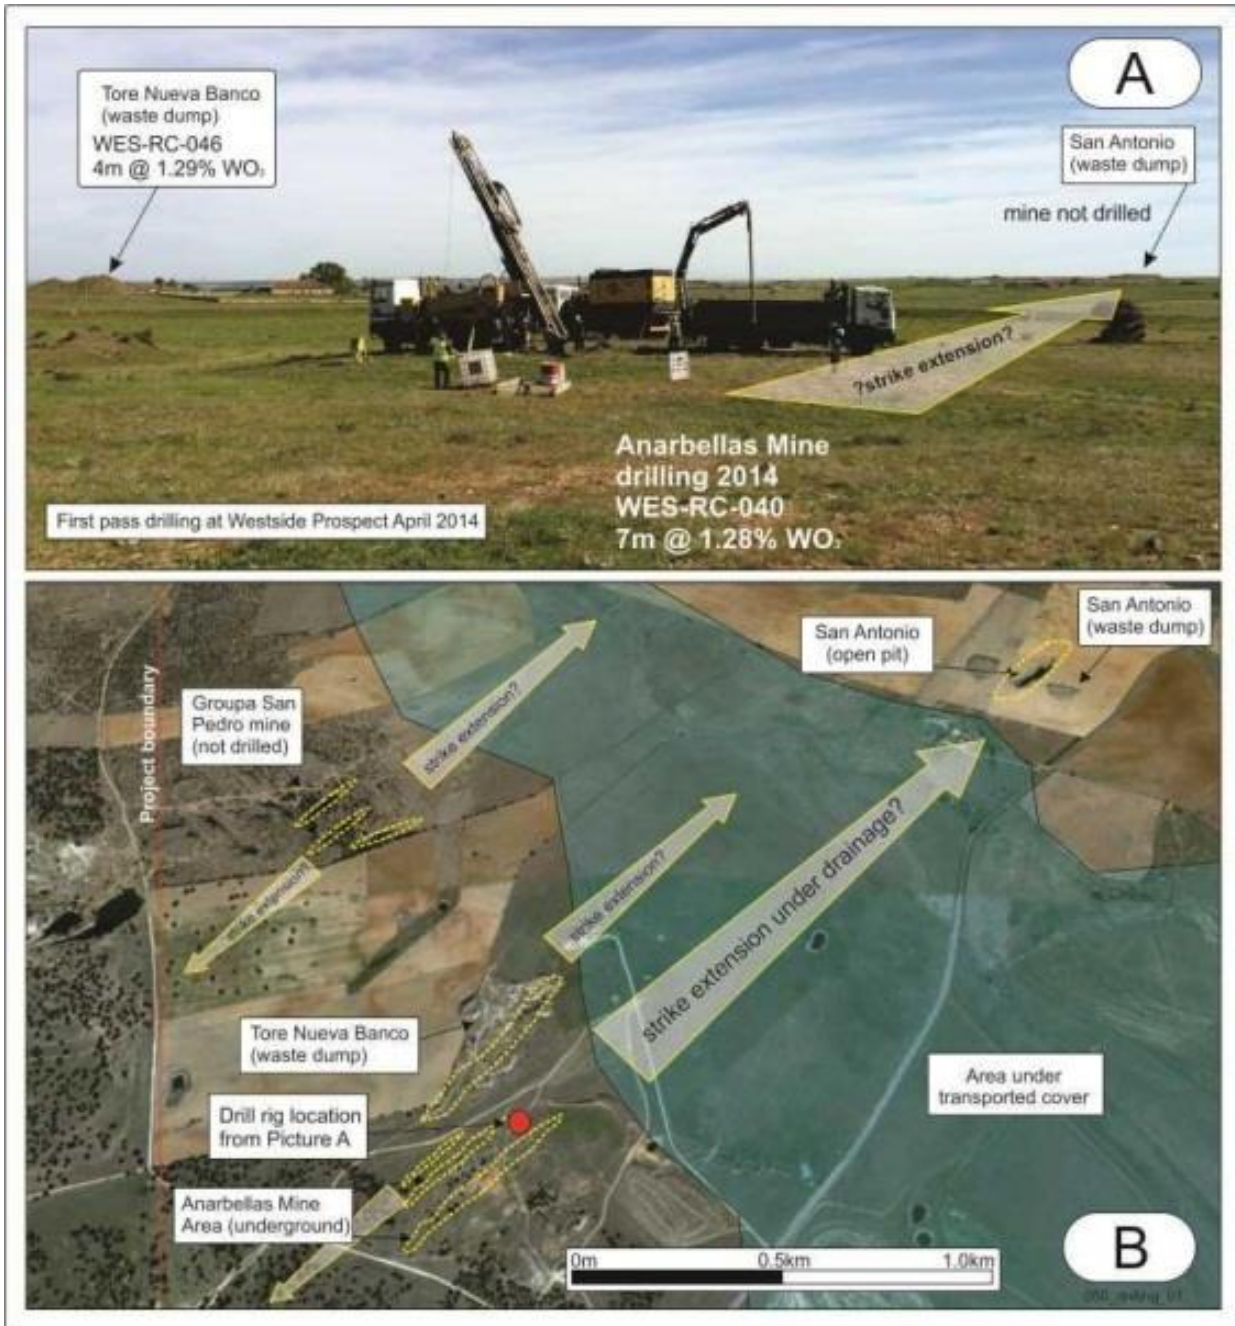 Tore Nueva Banco
(waste dump)
WES-RC-046
4m @ 1.29% WO₃
A
San Antonio
(waste dump)
mine not drilled
?strike extension?
Anarbellas Mine
drilling 2014
WES-RC-040
7m @ 1.28% WO₃
First pass drilling at Westside Prospect April 2014
San Antonio
(waste dump)
San Antonio
(open pit)
Groupa San
Pedro mine
(not drilled)
Project boundary
strike extension?
strike extension?
strike extension?
strike extension under drainage?
Tore Nueva Banco
(waste dump)
Area under
transported cover
Drill rig location
from Picture A
Anarbellas Mine
Area (underground)
0m 0.5km 1.0km
B